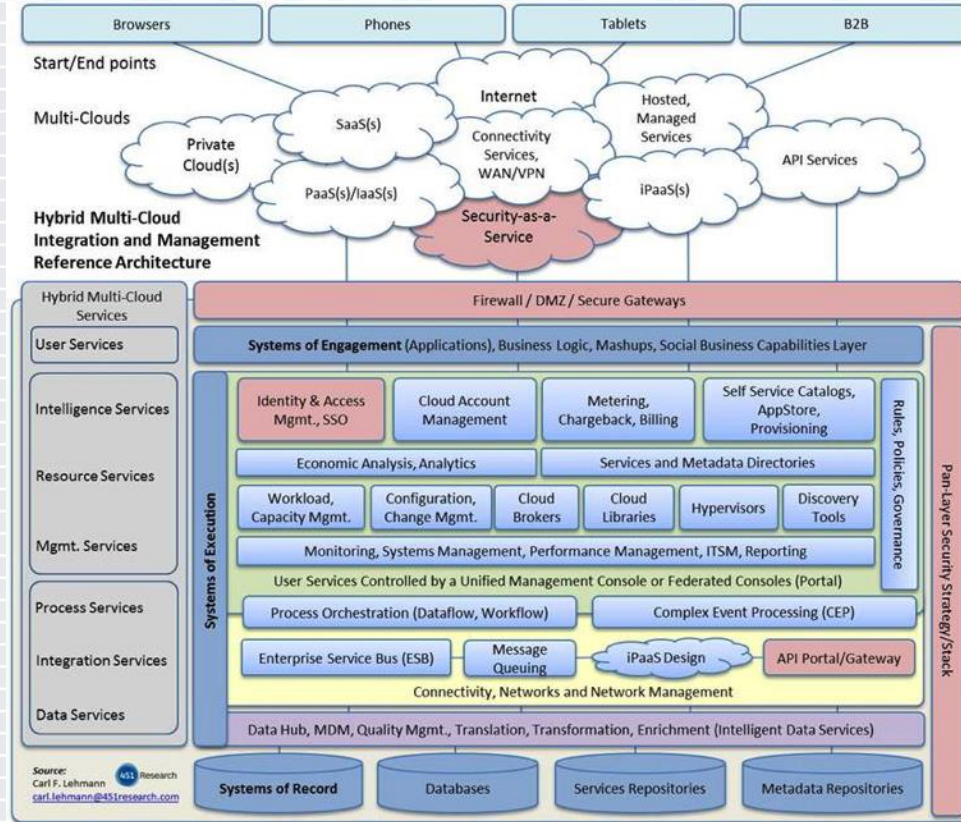 Browsers
Phones
Tablets
B2B
Start/End points
Multi-Clouds
Internet
SaaS(s)
Hosted,
Managed
Services
Private
Cloud(s)
Connectivity
Services,
WAN/VPN
API Services
PaaS(s)/IaaS(s)
iPaaS(s)
Security-as-a-
Service
Hybrid Multi-Cloud
Integration and Management
Reference Architecture
Hybrid Multi-Cloud
Services
User Services
Intelligence Services
Resource Services
Mgmt. Services
Process Services
Integration Services
Data Services
Firewall / DMZ / Secure Gateways
Systems of Engagement (Applications), Business Logic, Mashups, Social Business Capabilities Layer
Systems of Execution
Identity & Access
Mgmt., SSO
Cloud Account
Management
Metering,
Chargeback, Billing
Self Service Catalogs,
AppStore,
Provisioning
Rules, Policies, Governance
Economic Analysis, Analytics
Services and Metadata Directories
Workload,
Capacity Mgmt.
Configuration,
Change Mgmt.
Cloud
Brokers
Cloud
Libraries
Hypervisors
Discovery
Tools
Monitoring, Systems Management, Performance Management, ITSM, Reporting
User Services Controlled by a Unified Management Console or Federated Consoles (Portal)
Process Orchestration (Dataflow, Workflow)
Complex Event Processing (CEP)
Enterprise Service Bus (ESB)
Message
Queuing
iPaaS Design
API Portal/Gateway
Connectivity, Networks and Network Management
Data Hub, MDM, Quality Mgmt., Translation, Transformation, Enrichment (Intelligent Data Services)
Systems of Record
Databases
Services Repositories
Metadata Repositories
Pan-Layer Security Strategy/Stack
Source:
Carl F. Lehmann
451 Research
carl.lehmann@451research.com